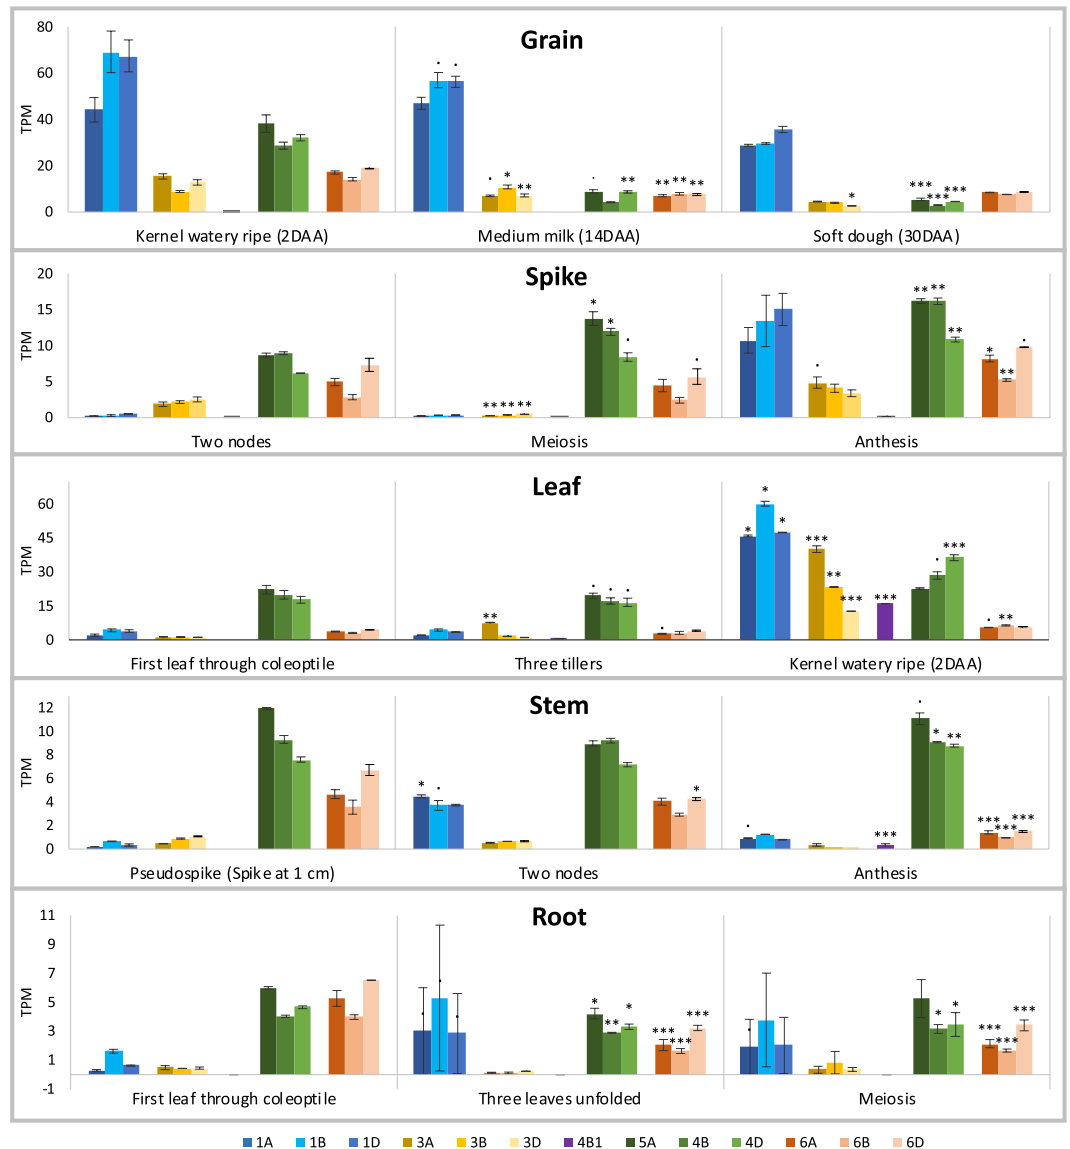 Grain
TPM
80
60
40
20
0
. . . * ** . ** ** ** ** * *** *** ***
Kernel watery ripe (2DAA) Medium milk (14DAA) Soft dough (30DAA)
Spike
TPM
20
15
10
5
0
** ** ** * * . . . ** ** ** * ** .
Two nodes Meiosis Anthesis
Leaf
TPM
60
45
30
15
0
** . . . . * * * *** ** *** *** . *** . **
First leaf through coleoptile Three tillers Kernel watery ripe (2DAA)
Stem
TPM
12
10
8
6
4
2
0
* . * . *** . * ** *** *** ***
Pseudospike (Spike at 1 cm) Two nodes Anthesis
Root
TPM
11
9
7
5
3
1
-1
. . . * ** * *** *** *** . * * *** *** ***
First leaf through coleoptile Three leaves unfolded Meiosis
1A 1B 1D 3A 3B 3D 4B1 5A 4B 4D 6A 6B 6D